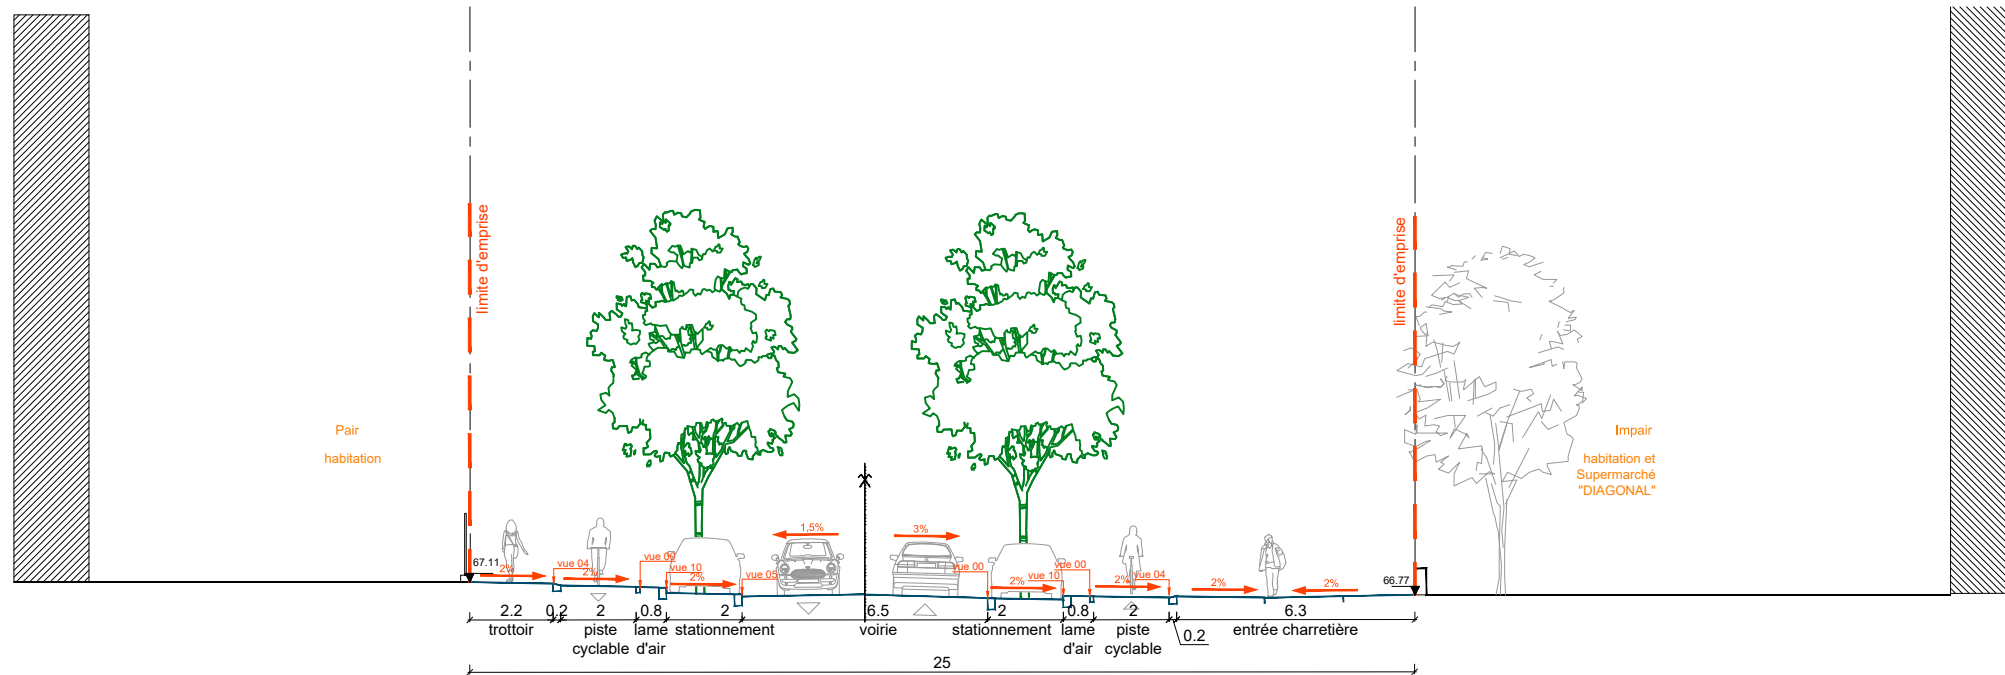 limite d'emprise
limite d'emprise
Pair
habitation
Impair
habitation et
Supermarché
"DIAGONAL"
1,5%
3%
67.11
2%
vue 04
2%
vue 00
vue 10
2%
vue 05
vue 00
2%
vue 10
vue 00
2%
vue 04
2%
2%
66.77
2.2
0.2
2
0.8
2
6.5
2
0.8
2
0.2
6.3
trottoir
piste
cyclable
lame
d'air
stationnement
voirie
stationnement
lame
d'air
piste
cyclable
entrée charretière
25